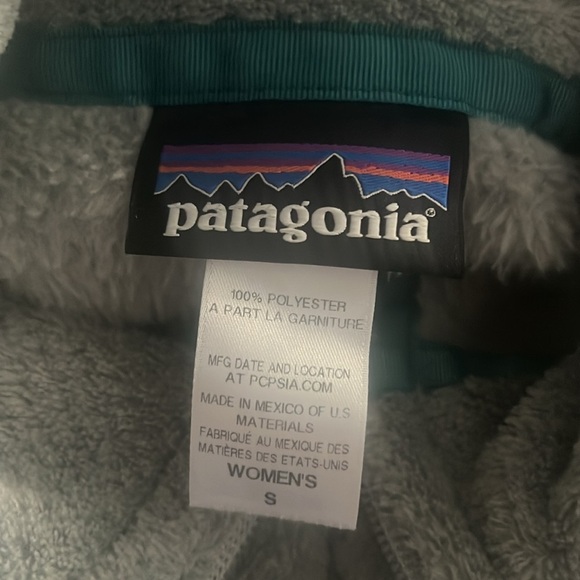 patagonia®
100% POLYESTER
A PART LA GARNITURE
MFG DATE AND LOCATION
AT PCPSIA.COM
MADE IN MEXICO OF U.S
MATERIALS
FABRIQUÉ AU MEXIQUE DES
MATIÈRES DES ETATS-UNIS
WOMEN'S
S